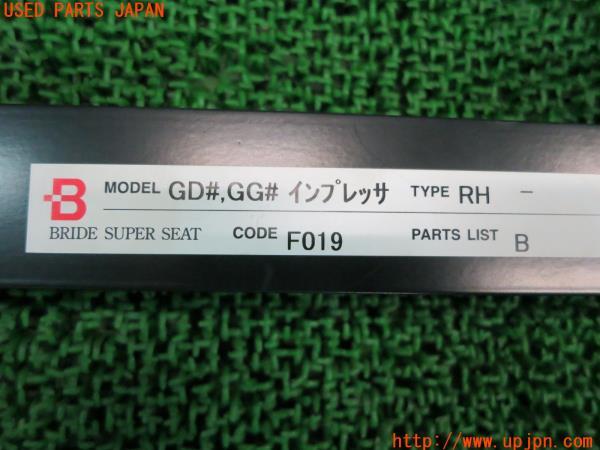 USED PARTS JAPAN
B MODEL GD#,GG# インプレッサ TYPE RH -
BRIDE SUPER SEAT CODE F019 PARTS LIST B
http://www.upjpn.com/